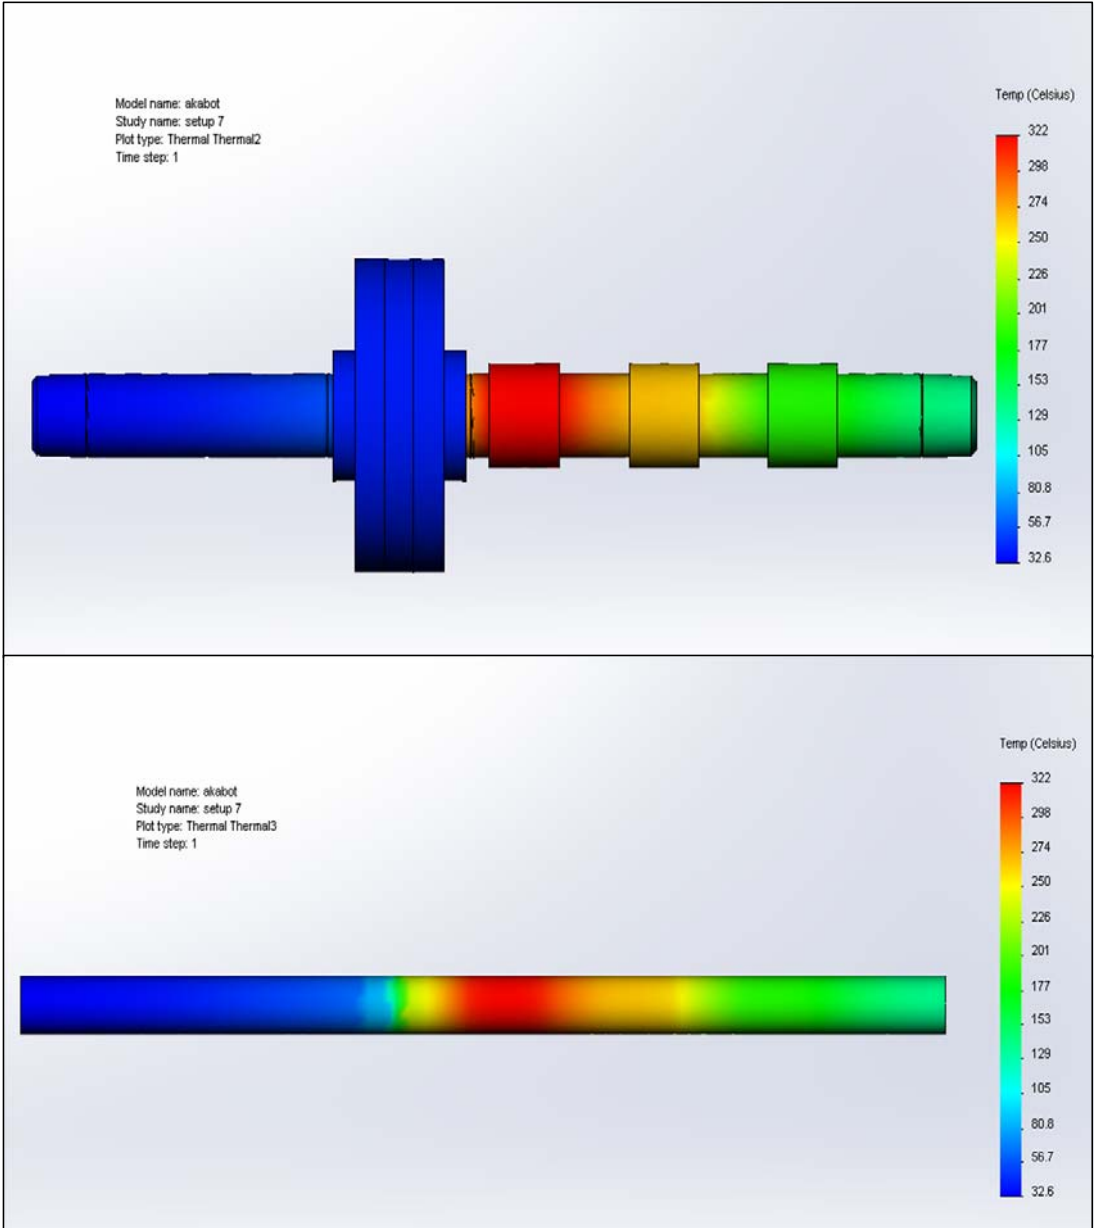 Model name: akabot
Study name: setup 7
Plot type: Thermal Thermal2
Time step: 1
Temp (Celsius)
322
298
274
250
226
201
177
153
129
105
80.8
56.7
32.6
Model name: akabot
Study name: setup 7
Plot type: Thermal Thermal3
Time step: 1
Temp (Celsius)
322
298
274
250
226
201
177
153
129
105
80.8
56.7
32.6